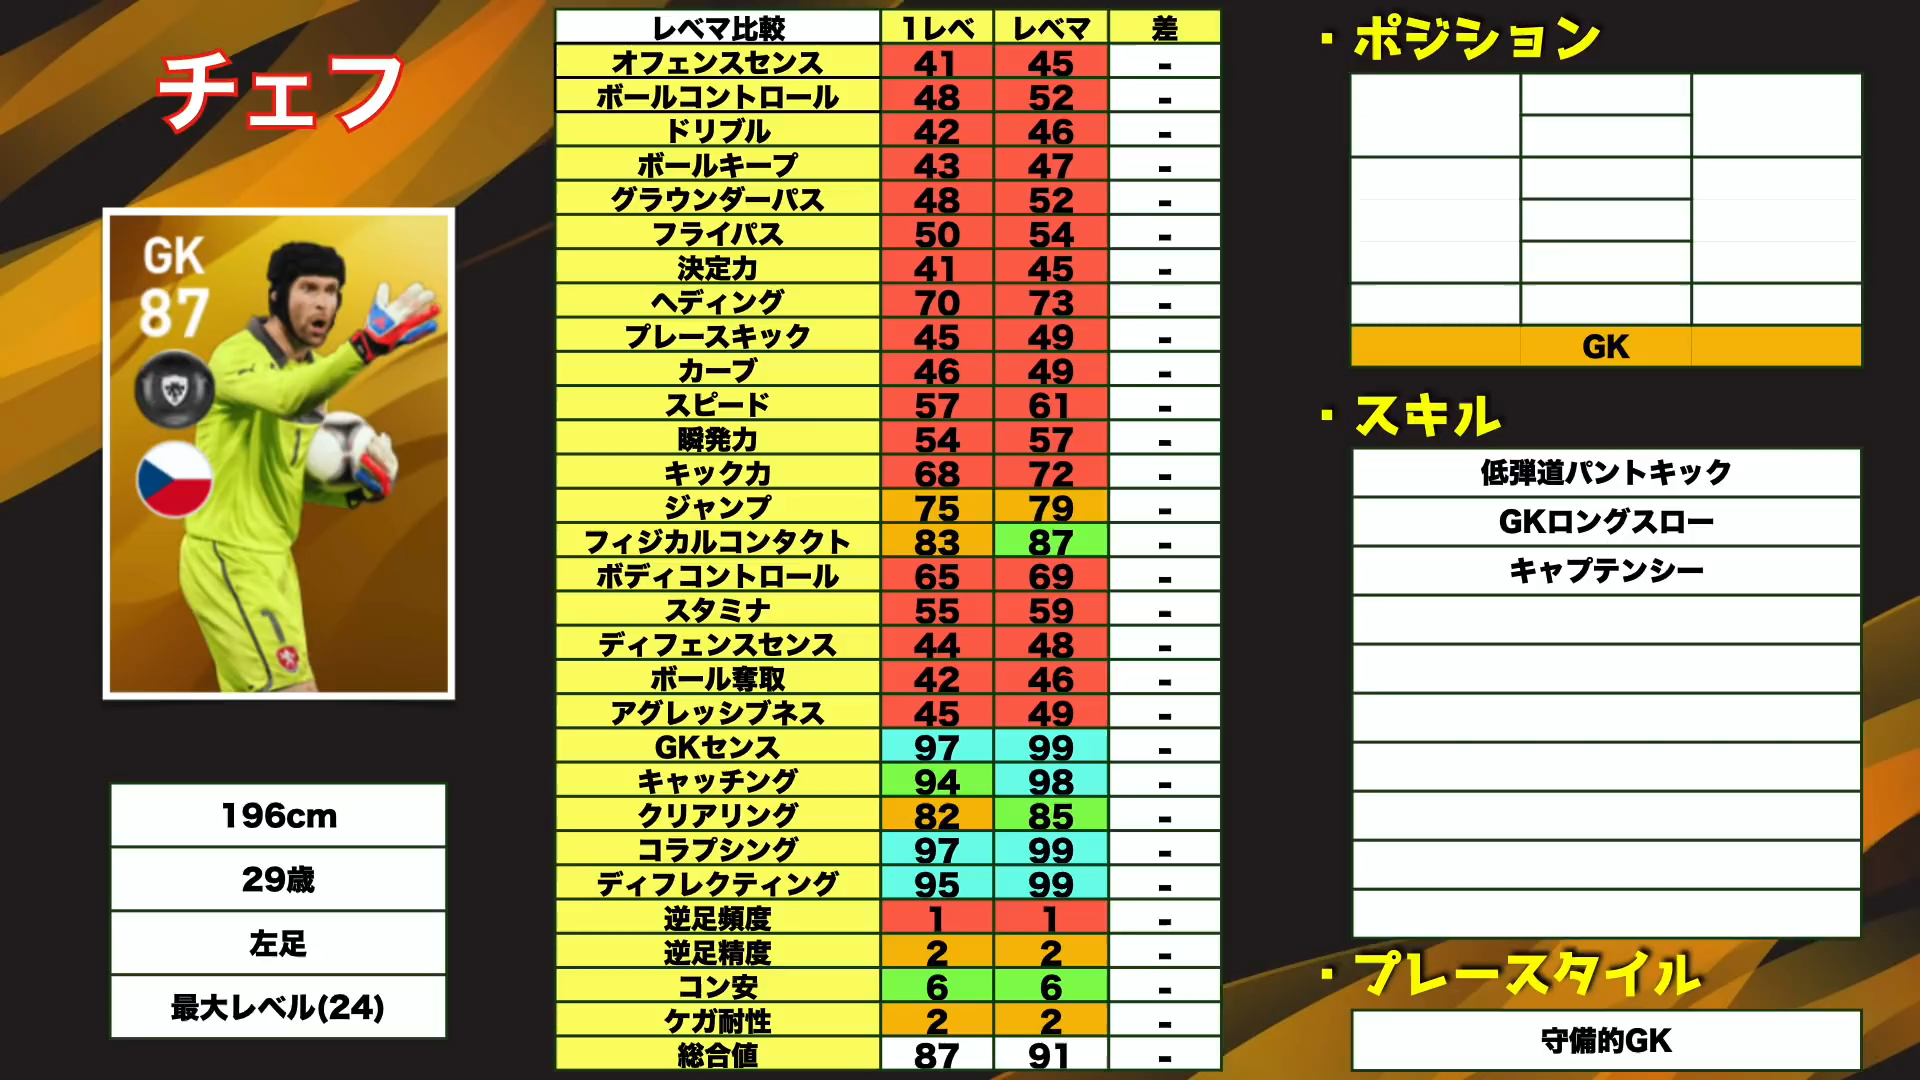 チェフ
GK
87
196cm
29歳
左足
最大レベル(24)
レベマ比較 1レベ レベマ 差
オフェンスセンス 41 45 -
ボールコントロール 48 52 -
ドリブル 42 46 -
ボールキープ 43 47 -
グラウンダーパス 48 52 -
フライパス 50 54 -
決定力 41 45 -
ヘディング 70 73 -
プレースキック 45 49 -
カーブ 46 49 -
スピード 57 61 -
瞬発力 54 57 -
キック力 68 72 -
ジャンプ 75 79 -
フィジカルコンタクト 83 87 -
ボディコントロール 65 69 -
スタミナ 55 59 -
ディフェンスセンス 44 48 -
ボール奪取 42 46 -
アグレッシブネス 45 49 -
GKセンス 97 99 -
キャッチング 94 98 -
クリアリング 82 85 -
コラプシング 97 99 -
ディフレクティング 95 99 -
逆足頻度 1 1 -
逆足精度 2 2 -
コン安 6 6 -
ケガ耐性 2 2 -
総合値 87 91 -
・ポジション
GK
・スキル
低弾道パントキック
GKロングスロー
キャプテンシー
・プレースタイル
守備的GK